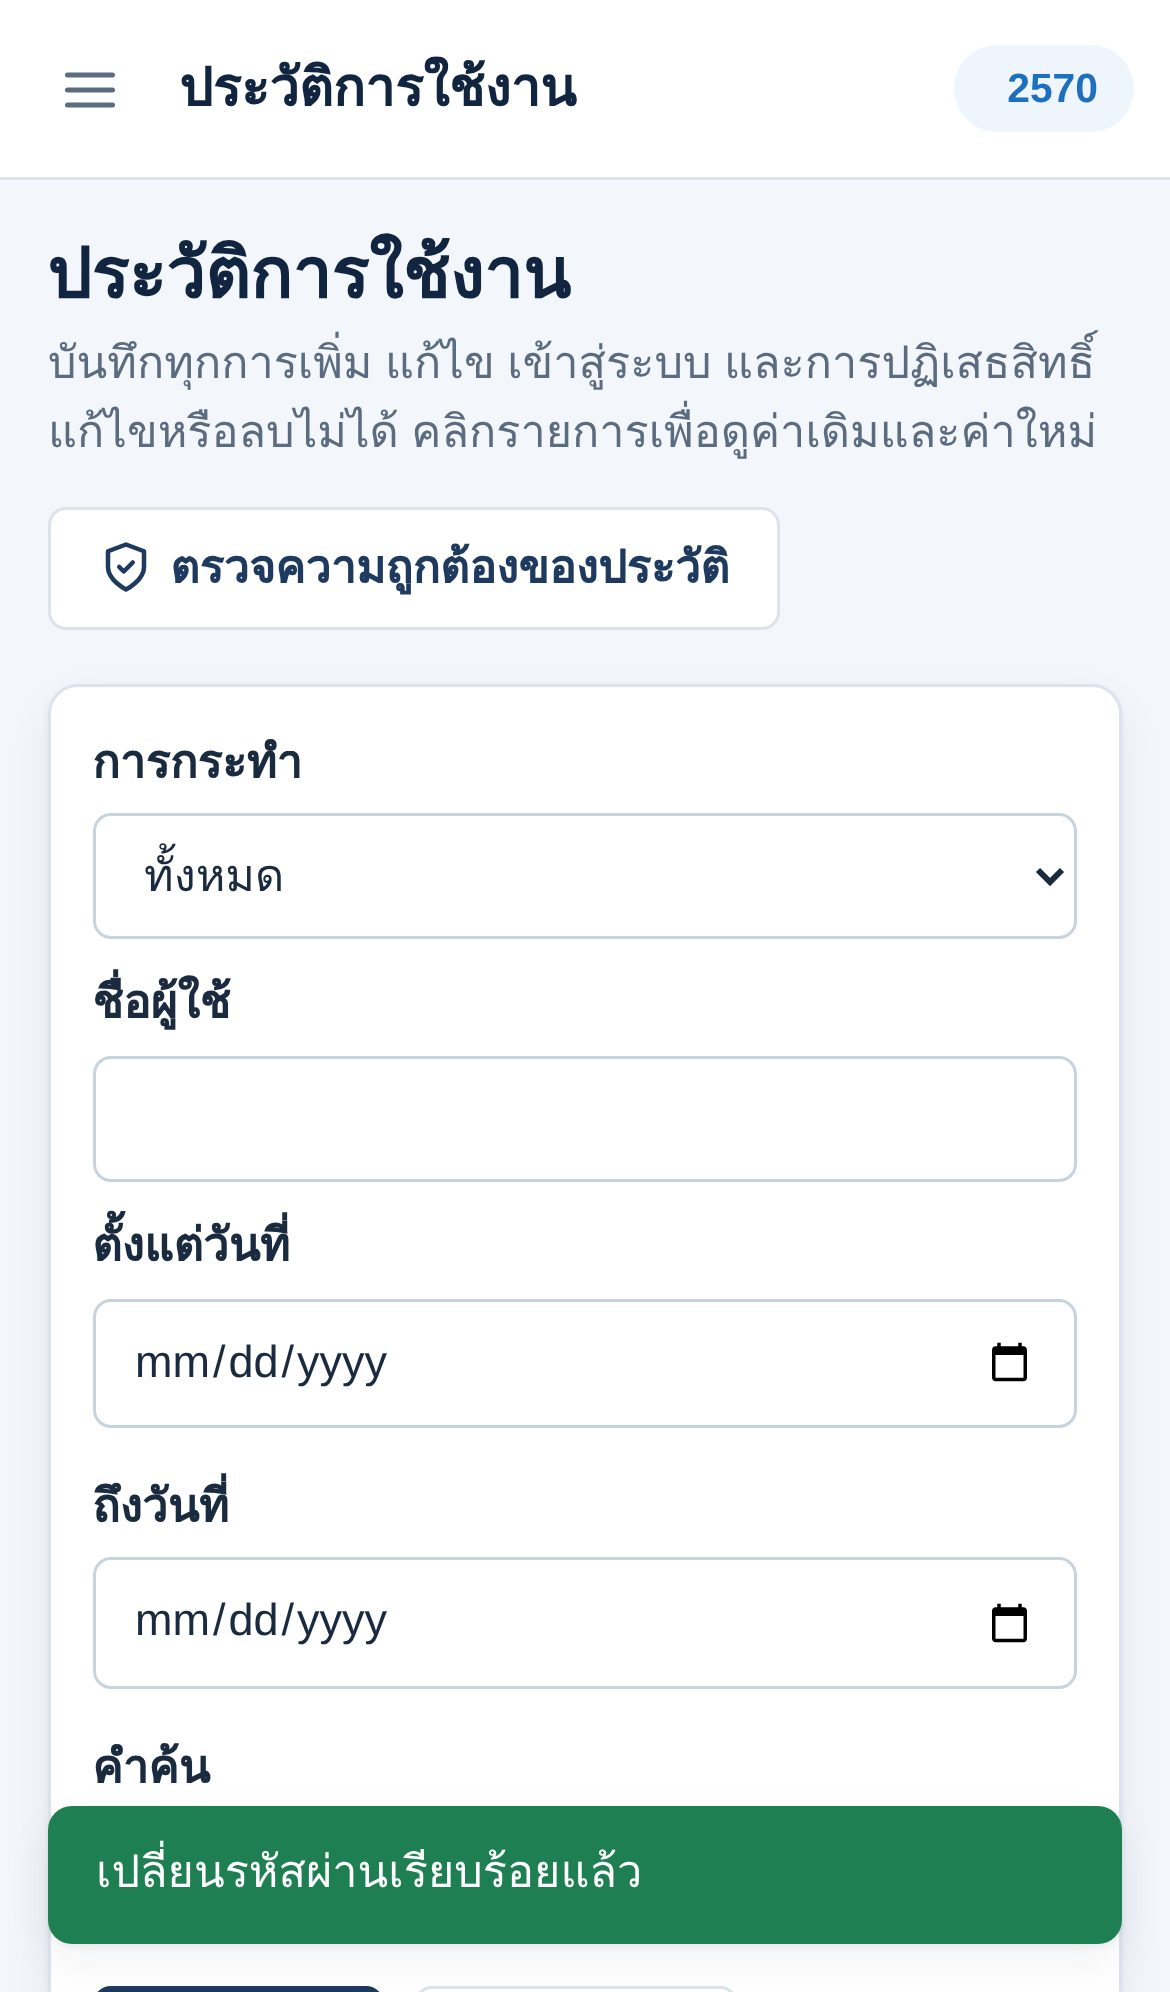 ประวัติการใช้งาน
2570
ประวัติการใช้งาน
บันทึกทุกการเพิ่ม แก้ไข เข้าสู่ระบบ และการปฏิเสธสิทธิ์
แก้ไขหรือลบไม่ได้ คลิกรายการเพื่อดูค่าเดิมและค่าใหม่
ตรวจความถูกต้องของประวัติ
การกระทำ
ทั้งหมด
ชื่อผู้ใช้
ตั้งแต่วันที่
mm/dd/yyyy
ถึงวันที่
mm/dd/yyyy
คำค้น
เปลี่ยนรหัสผ่านเรียบร้อยแล้ว